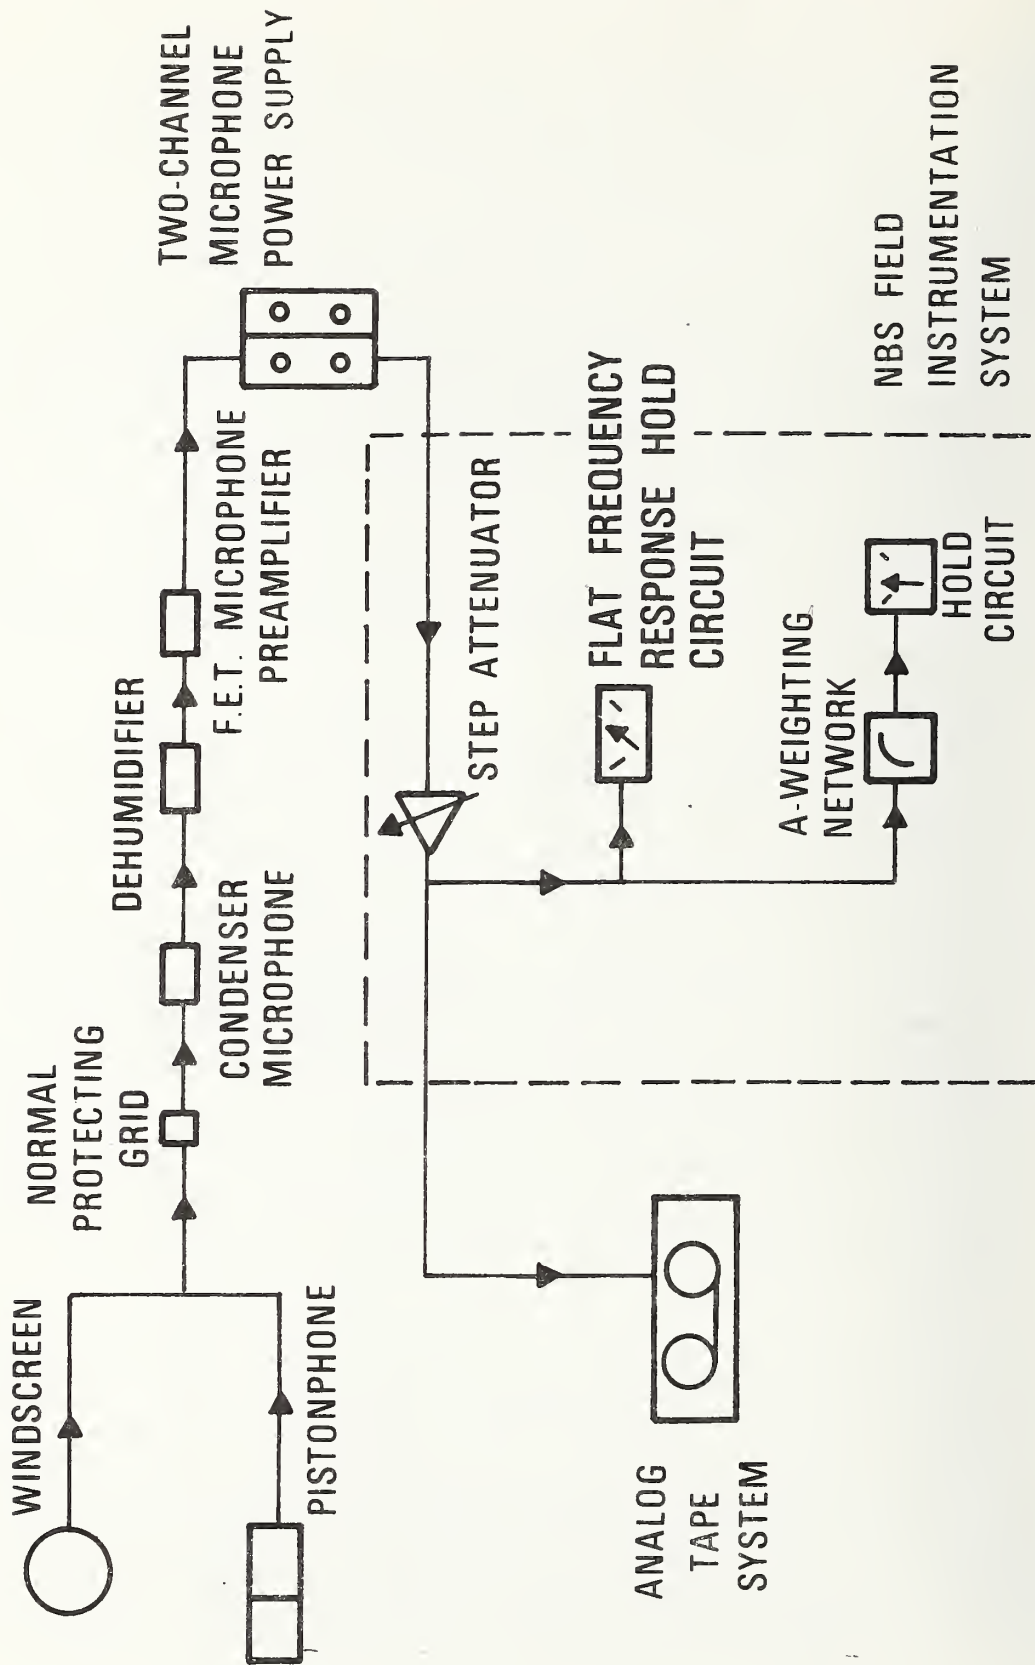 WINDSCREEN
PISTONPHONE
NORMAL
PROTECTING
GRID
CONDENSER
MICROPHONE
DEHUMIDIFIER
F.E.T. MICROPHONE
PREAMPLIFIER
TWO-CHANNEL
MICROPHONE
POWER SUPPLY
STEP ATTENUATOR
FLAT FREQUENCY
RESPONSE HOLD
CIRCUIT
A-WEIGHTING
NETWORK
HOLD
CIRCUIT
NBS FIELD
INSTRUMENTATION
SYSTEM
ANALOG
TAPE
SYSTEM